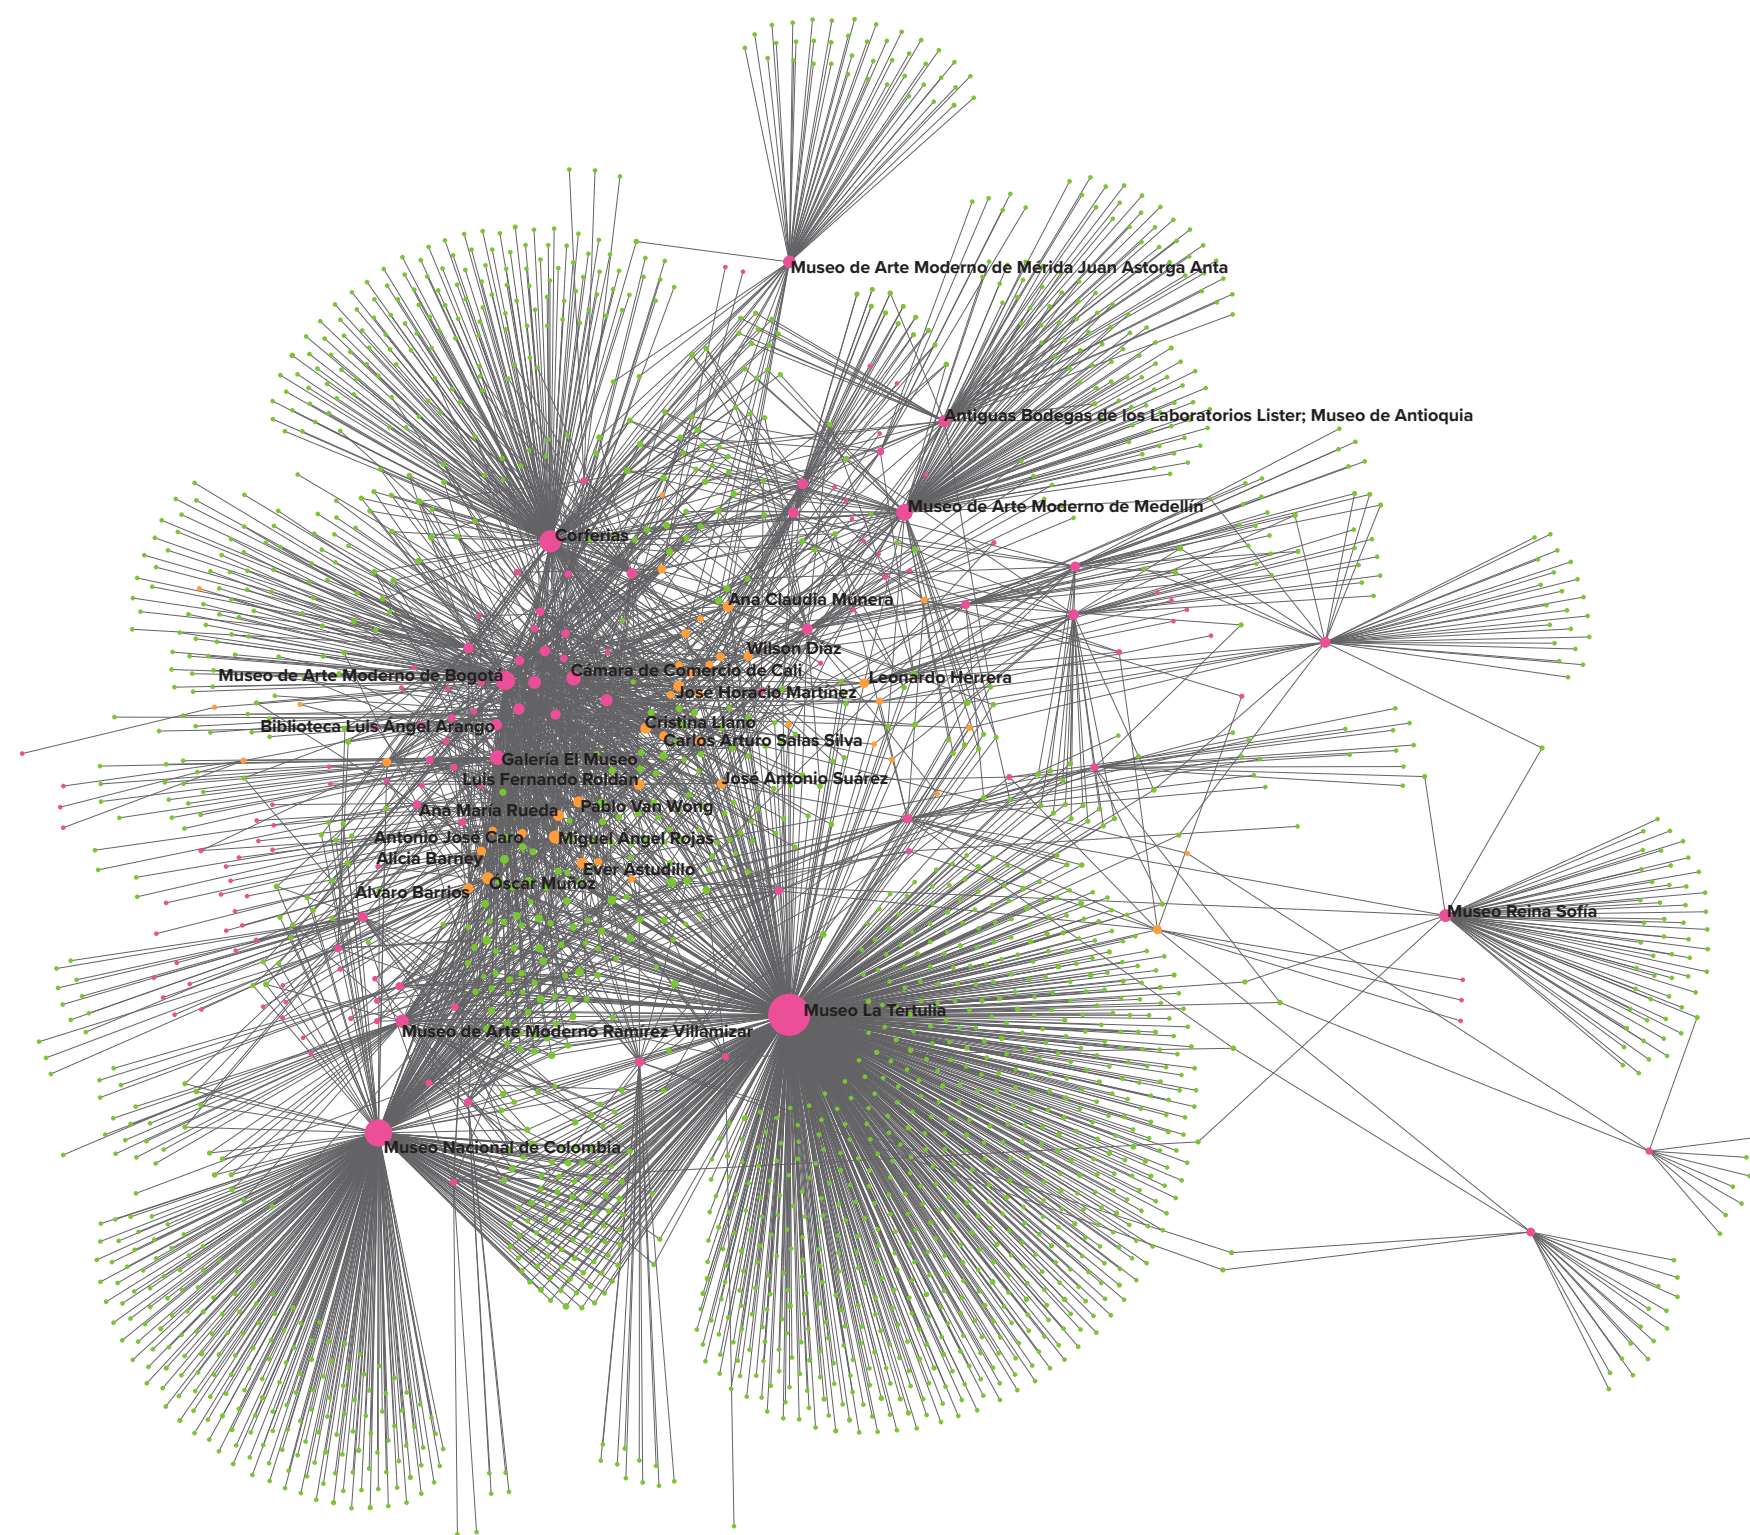 Museo de Arte Moderno de Mérida Juan Astorga Anta
Antiguas Bodegas de los Laboratorios Lister; Museo de Antioquia
Museo de Arte Moderno de Medellín
Corferias
Ana Claudia Múnera
Wilson Díaz
Cámara de Comercio de Cali
Museo de Arte Moderno de Bogotá
Leonardo Herrera
José Horacio Martínez
Cristina Llano
Biblioteca Luis Ángel Arango
Carlos Arturo Salas Silva
Galería El Museo
Luis Fernando Roldán
José Antonio Suárez
Pablo Van Wong
Ana María Rueda
Antonio José Caro
Miguel Ángel Rojas
Alicia Barney
Ever Astudillo
Óscar Muñoz
Álvaro Barrios
Museo Reina Sofía
Museo La Tertulia
Museo de Arte Moderno Ramírez Villamizar
Museo Nacional de Colombia